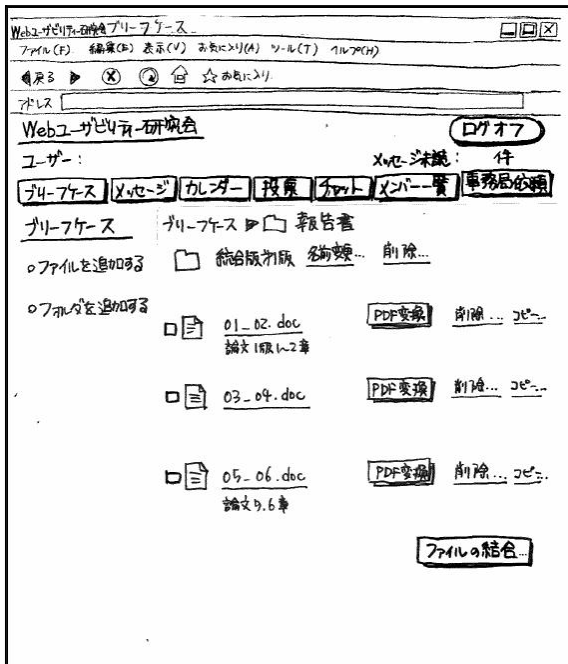 Webユーザビリティー研究会ブリーフケース
ファイル(F) 編集(E) 表示(V) お気に入り(A) ツール(T) ヘルプ(H)
戻る お気に入り
アドレス
Webユーザビリティー研究会 ログオフ
ユーザー: メッセージ未読: 件
ブリーフケース メッセージ カレンダー 投票 チャット メンバー一覧 事務局依頼
ブリーフケース ブリーフケース 報告書
ファイルを追加する 統合版初版 名前変更... 削除...
フォルダを追加する
01_02.doc PDF変換 削除... コピー...
論文1版1〜2章
03_04.doc PDF変換 削除... コピー...
05_06.doc PDF変換 削除... コピー...
論文5.6章
ファイルの結合...